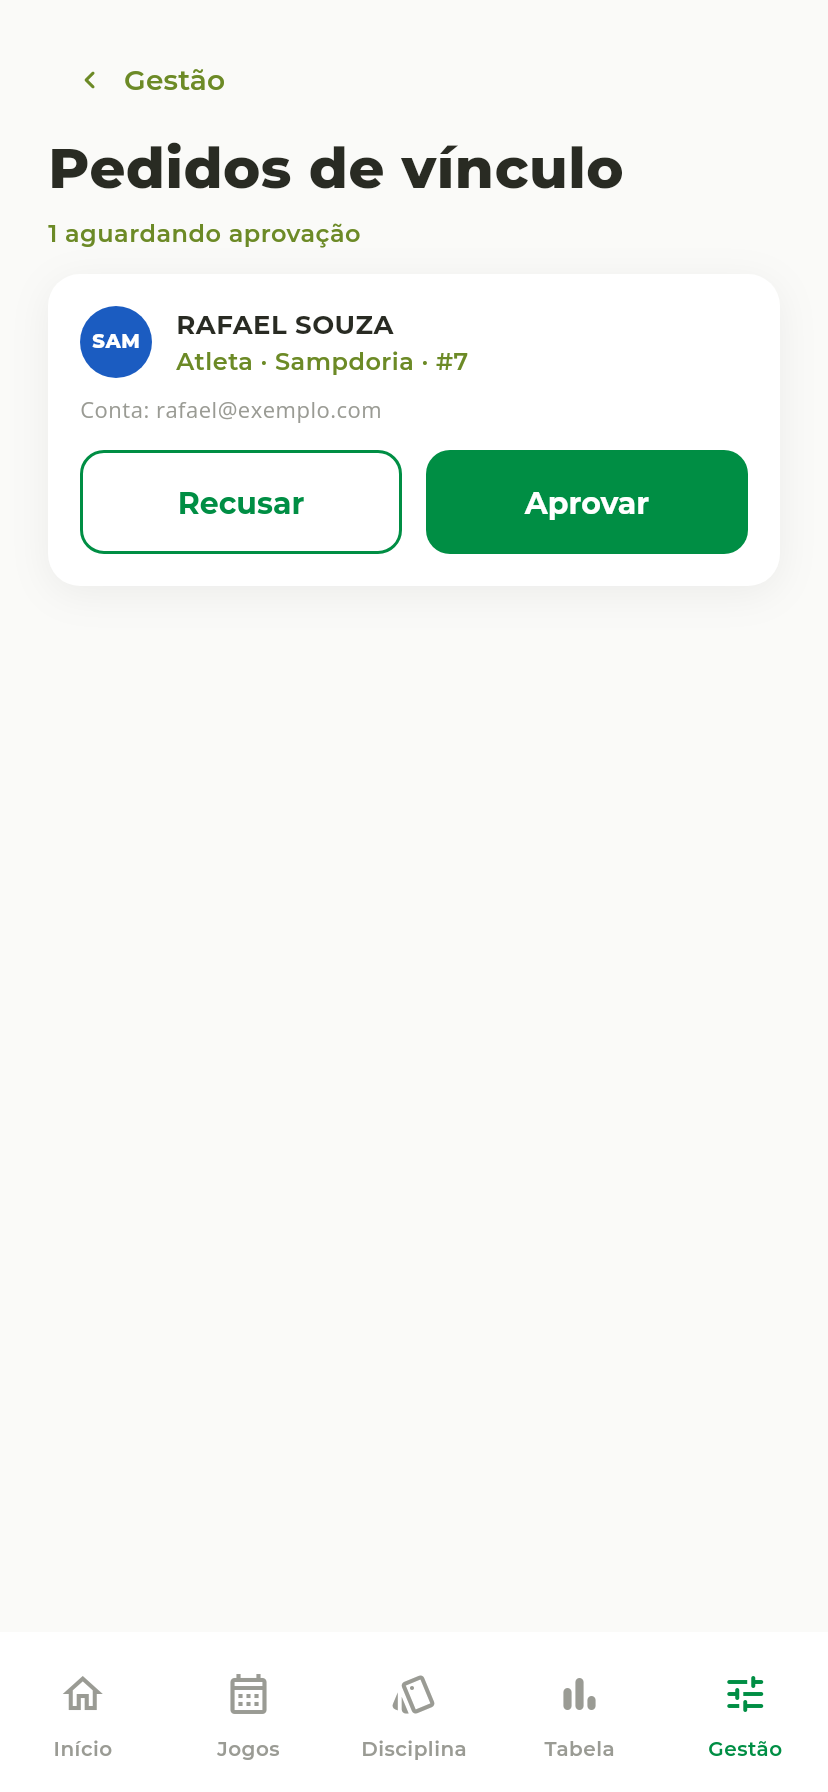 Gestão
Pedidos de vínculo
1 aguardando aprovação
SAM
RAFAEL SOUZA
Atleta · Sampdoria · #7
Conta: rafael@exemplo.com
Recusar
Aprovar
Início
Jogos
Disciplina
Tabela
Gestão